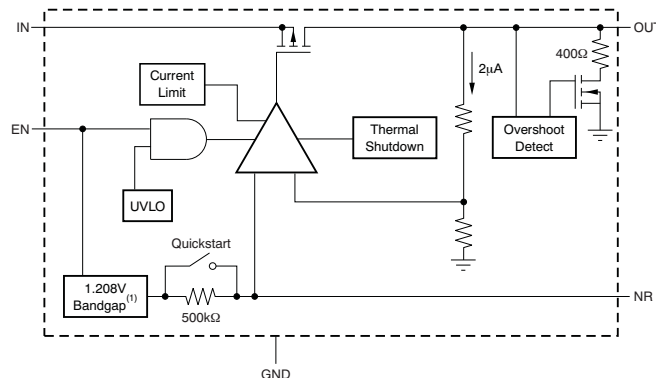 IN
OUT
400Ω
2μA
Current
Limit
EN
Thermal
Shutdown
Overshoot
Detect
UVLO
Quickstart
1.208V
Bandgap(1)
500kΩ
NR
GND